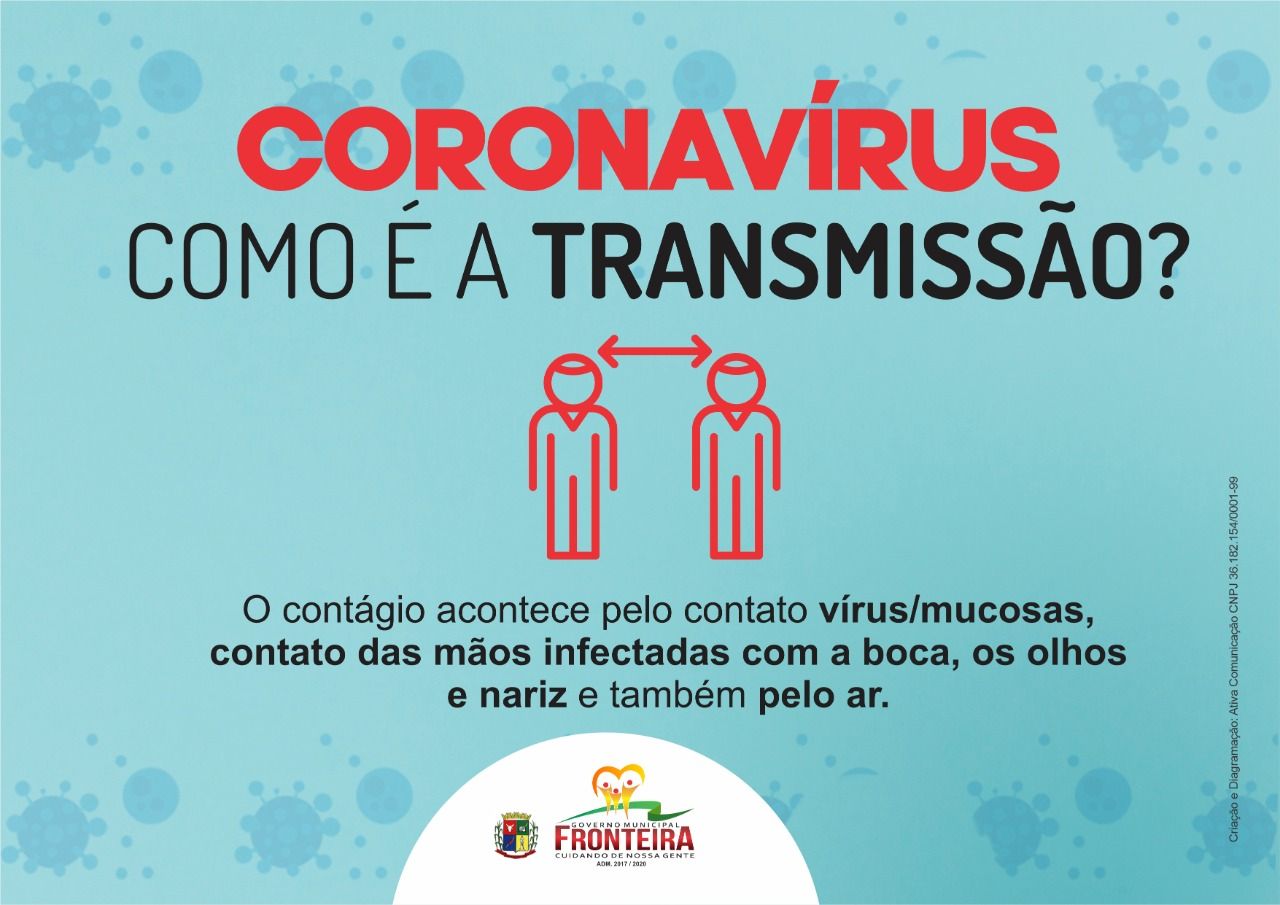 CORONAVÍRUS
COMO É A TRANSMISSÃO?
O contágio acontece pelo contato vírus/mucosas,
contato das mãos infectadas com a boca, os olhos
e nariz e também pelo ar.
GOVERNO MUNICIPAL
FRONTEIRA
CUIDANDO DE NOSSA GENTE
ADM. 2017 / 2020
Criação e Diagramação: Ativa Comunicação CNPJ 36.182.154/0001-99